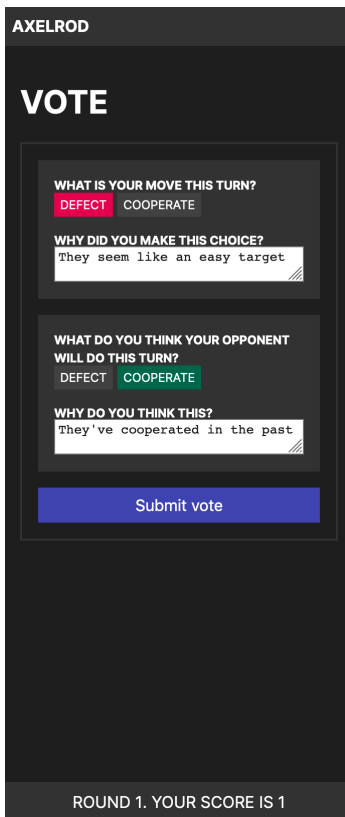 AXELROD
VOTE
WHAT IS YOUR MOVE THIS TURN?
DEFECT COOPERATE
WHY DID YOU MAKE THIS CHOICE?
They seem like an easy target
WHAT DO YOU THINK YOUR OPPONENT
WILL DO THIS TURN?
DEFECT COOPERATE
WHY DO YOU THINK THIS?
They've cooperated in the past
Submit vote
ROUND 1. YOUR SCORE IS 1